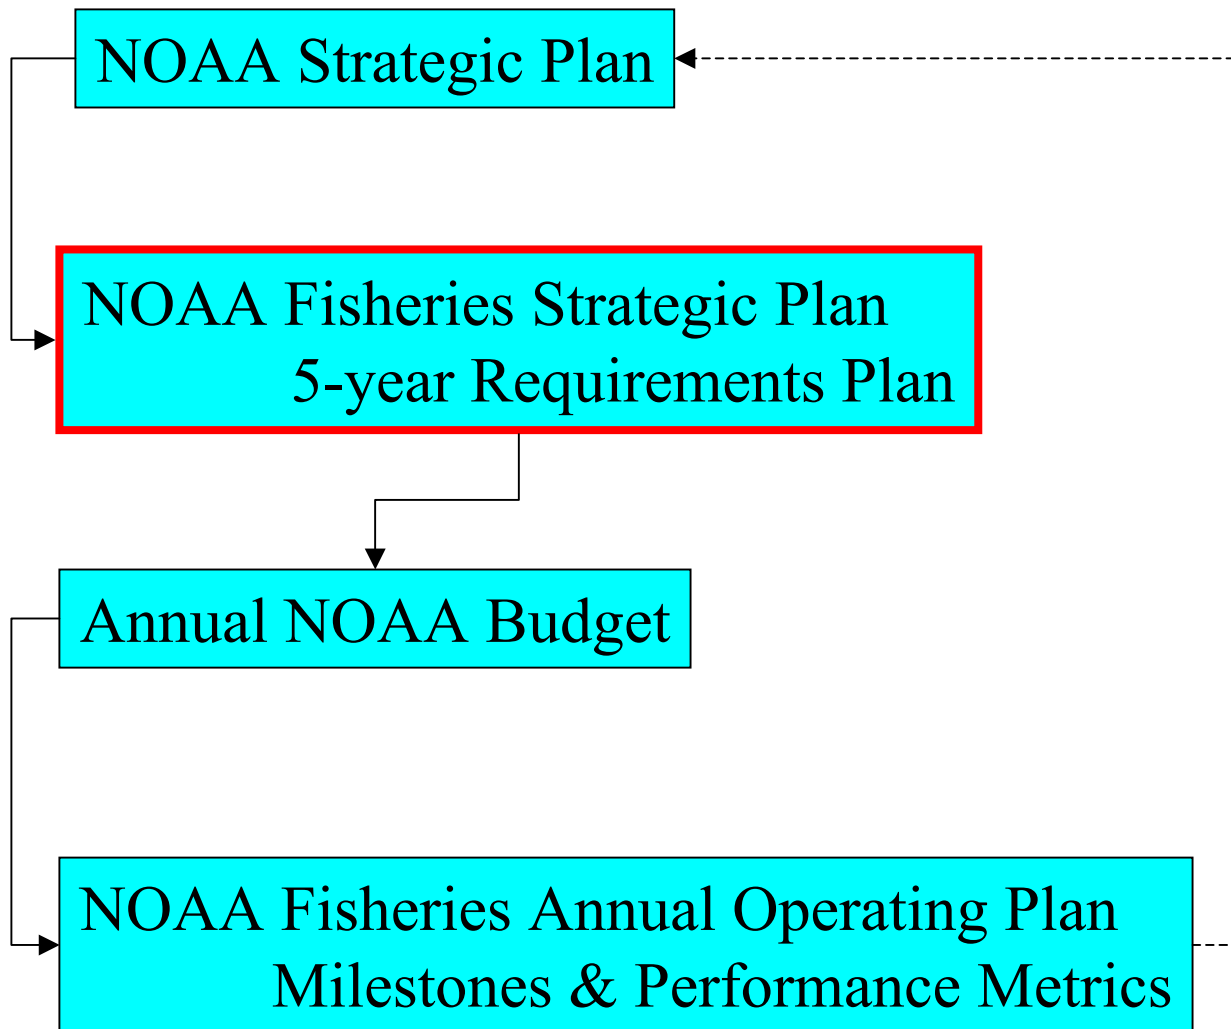 NOAA Strategic Plan
NOAA Fisheries Strategic Plan
5-year Requirements Plan
Annual NOAA Budget
NOAA Fisheries Annual Operating Plan
Milestones & Performance Metrics